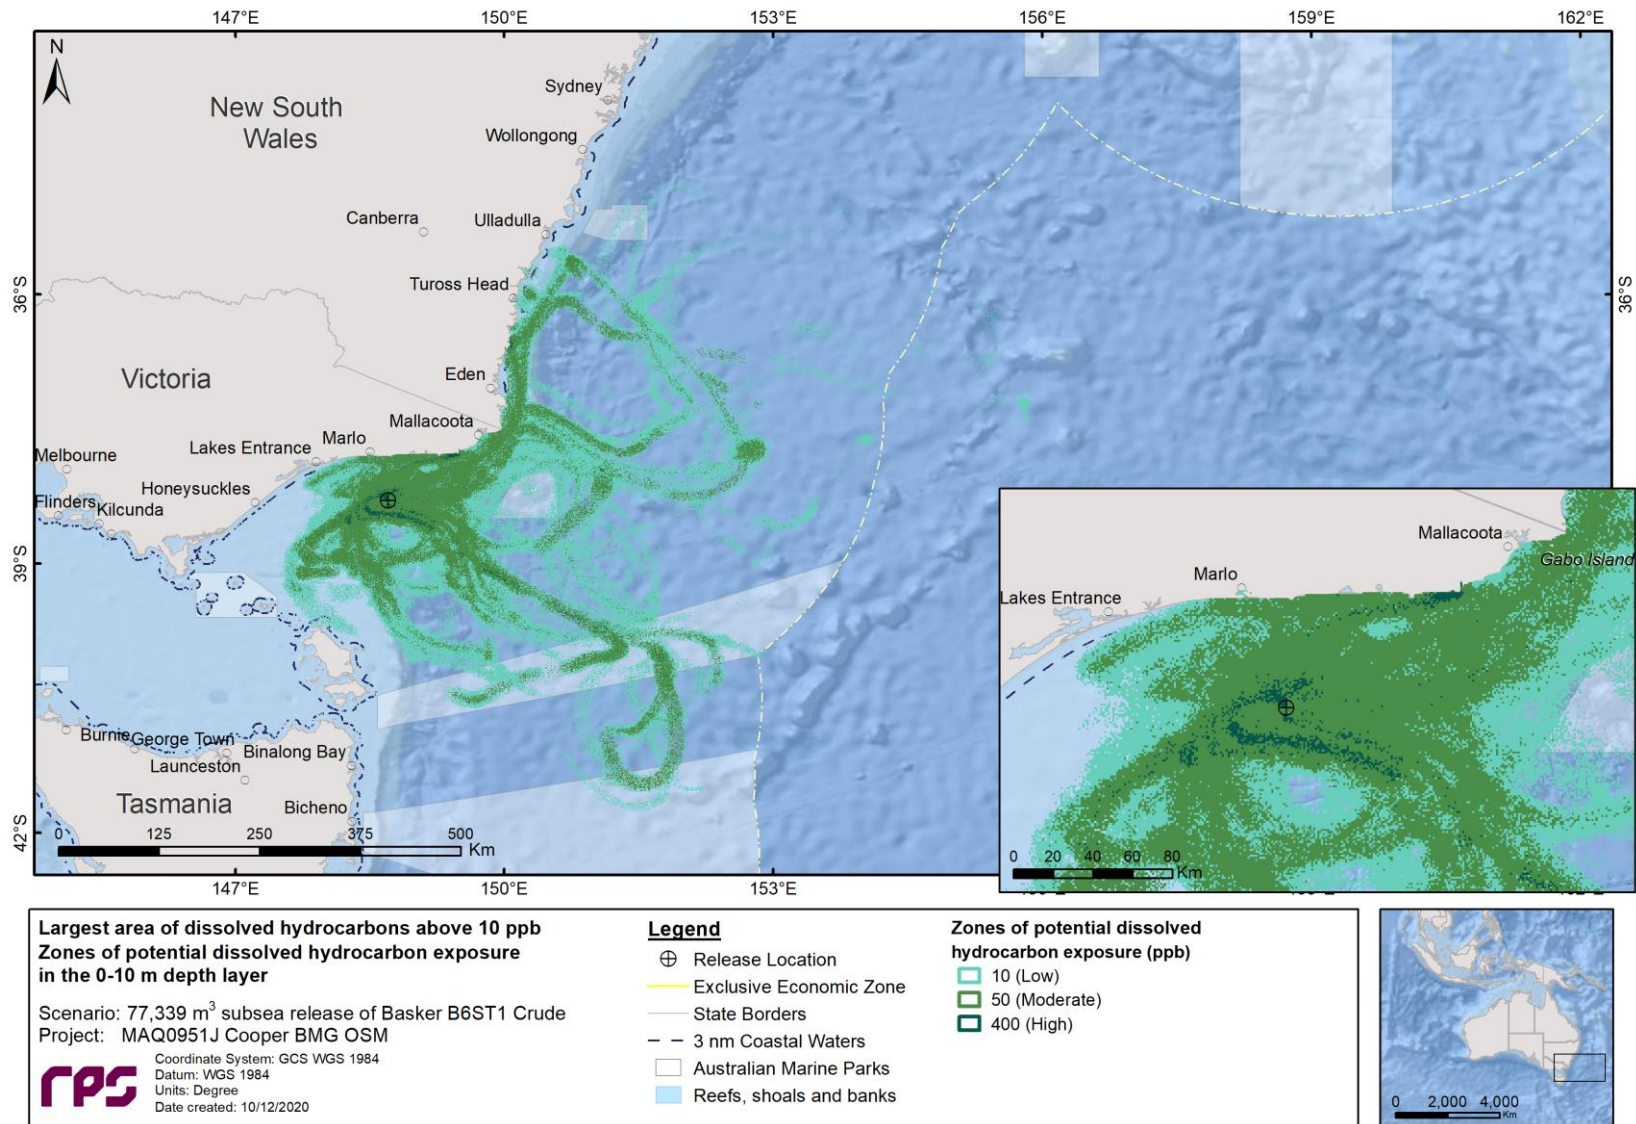 147°E
150°E
153°E
156°E
159°E
162°E
N
Sydney
New South
Wales
Wollongong
Canberra
Ulladulla
Tuross Head
36°S
36°S
Victoria
Eden
Mallacoota
Marlo
Lakes Entrance
Melbourne
Honeysuckles
Flinders
Kilcunda
39°S
Burnie
George Town
Binalong Bay
Launceston
Tasmania
Bicheno
42°S
0 125 250 375 500
Km
147°E
150°E
153°E
Mallacoota
Gabo Island
Marlo
Lakes Entrance
0 20 40 60 80
Km
Largest area of dissolved hydrocarbons above 10 ppb
Zones of potential dissolved hydrocarbon exposure
in the 0-10 m depth layer
Scenario: 77,339 m³ subsea release of Basker B6ST1 Crude
Project: MAQ0951J Cooper BMG OSM
rps
Coordinate System: GCS WGS 1984
Datum: WGS 1984
Units: Degree
Date created: 10/12/2020
Legend
Release Location
Exclusive Economic Zone
State Borders
3 nm Coastal Waters
Australian Marine Parks
Reefs, shoals and banks
Zones of potential dissolved
hydrocarbon exposure (ppb)
10 (Low)
50 (Moderate)
400 (High)
0 2,000 4,000
Km